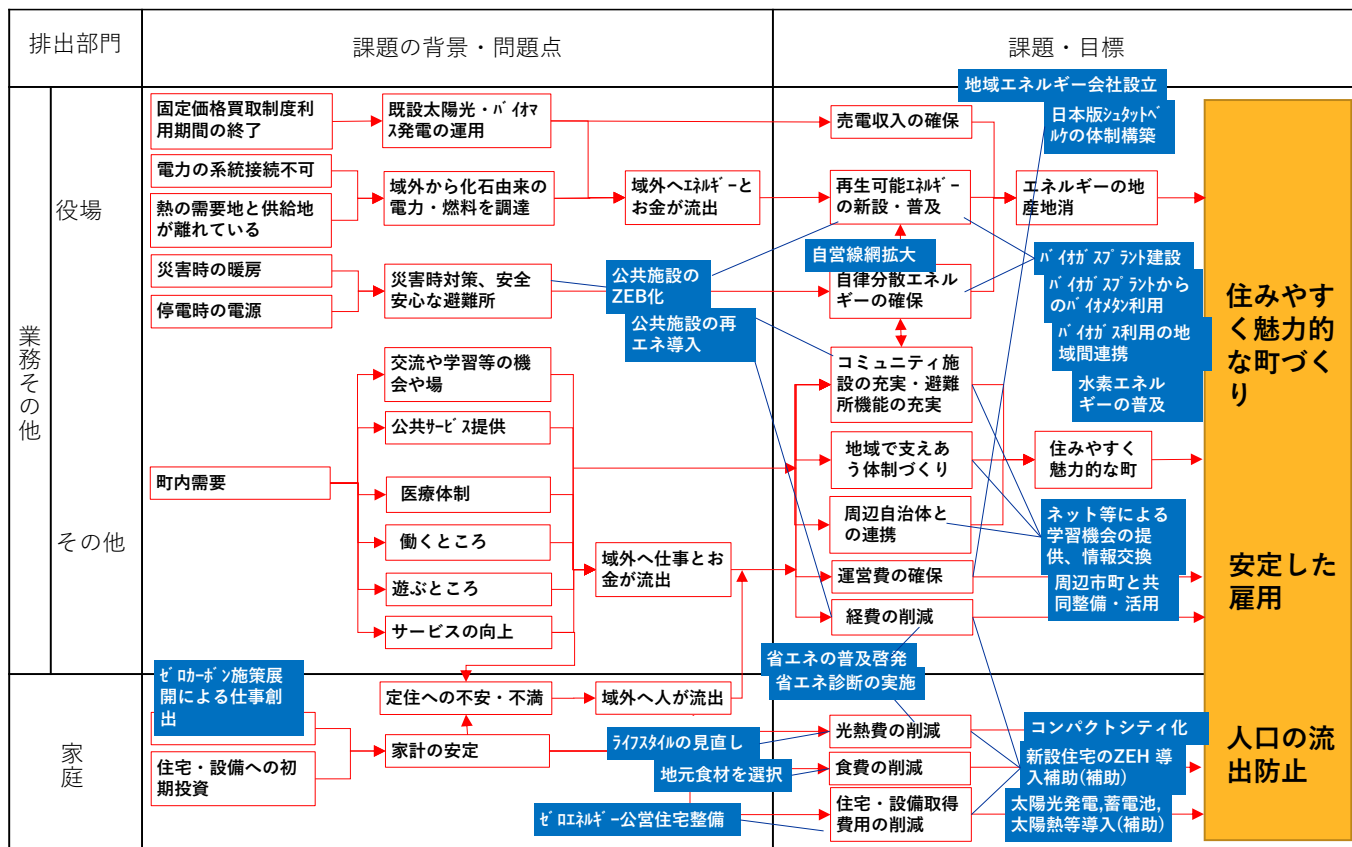 排出部門
課題の背景・問題点
課題・目標
業務その他
役場
その他
家庭
固定価格買取制度利
用期間の終了
既設太陽光・ﾊﾞｲｵﾏ
ｽ発電の運用
電力の系統接続不可
熱の需要地と供給地
が離れている
域外から化石由来の
電力・燃料を調達
域外へｴﾈﾙｷﾞｰと
お金が流出
災害時の暖房
停電時の電源
災害時対策、安全
安心な避難所
町内需要
交流や学習等の機
会や場
公共ｻｰﾋﾞｽ提供
医療体制
働くところ
遊ぶところ
サービスの向上
域外へ仕事とお
金が流出
ｾﾞﾛｶｰﾎﾞﾝ施策展
開による仕事創
出
住宅・設備への初
期投資
定住への不安・不満
域外へ人が流出
家計の安定
売電収入の確保
再生可能ｴﾈﾙｷﾞｰ
の新設・普及
エネルギーの地
産地消
自営線網拡大
自律分散エネル
ギーの確保
公共施設の
ZEB化
公共施設の再
エネ導入
コミュニティ施
設の充実・避難
所機能の充実
地域で支えあ
う体制づくり
住みやすく
魅力的な町
周辺自治体と
の連携
運営費の確保
経費の削減
省エネの普及啓発
省エネ診断の実施
光熱費の削減
食費の削減
住宅・設備取得
費用の削減
ﾗｲﾌｽﾀｲﾙの見直し
地元食材を選択
ｾﾞﾛｴﾈﾙｷﾞｰ公営住宅整備
地域エネルギー会社設立
日本版ｼｭﾀｯﾄﾍﾞ
ﾙｹの体制構築
ﾊﾞｲｵｶﾞｽﾌﾟﾗﾝﾄ建設
ﾊﾞｲｵｶﾞｽﾌﾟﾗﾝﾄから
のバイオメタン利用
ﾊﾞｲｵｶﾞｽ利用の地
域間連携
水素エネル
ギーの普及
ネット等による
学習機会の提
供、情報交換
周辺市町と共
同整備・活用
コンパクトシティ化
新設住宅のZEH 導
入補助(補助)
太陽光発電,蓄電池,
太陽熱等導入(補助)
住みやす
く魅力的
な町づく
り
安定した
雇用
人口の流
出防止